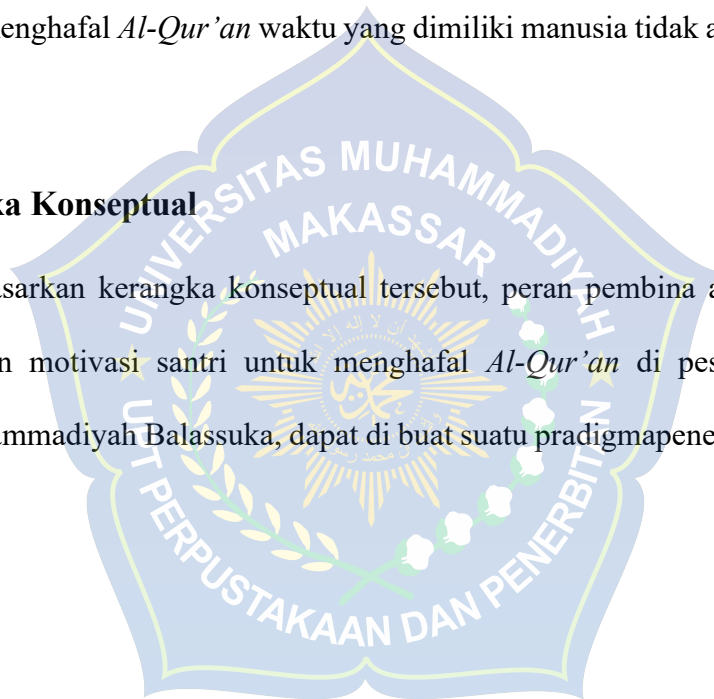 enghafal Al-Qur’an waktu yang dimiliki manusia tidak a
ka Konseptual
asarkan kerangka konseptual tersebut, peran pembina a
n motivasi santri untuk menghafal Al-Qur’an di pes
ammadiyah Balassuka, dapat di buat suatu pradigmapene
UNIVERSITAS MUHAMMADIYAH
MAKASSAR
UPT PERPUSTAKAAN DAN PENERBITAN